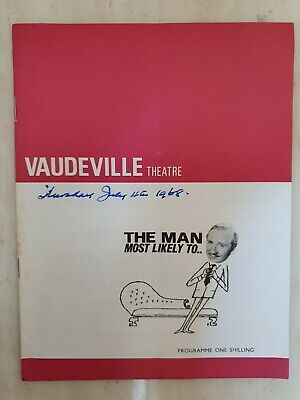 VAUDEVILLE THEATRE
Thursday July 4th 1968.
THE MAN
MOST LIKELY TO..
PROGRAMME ONE SHILLING